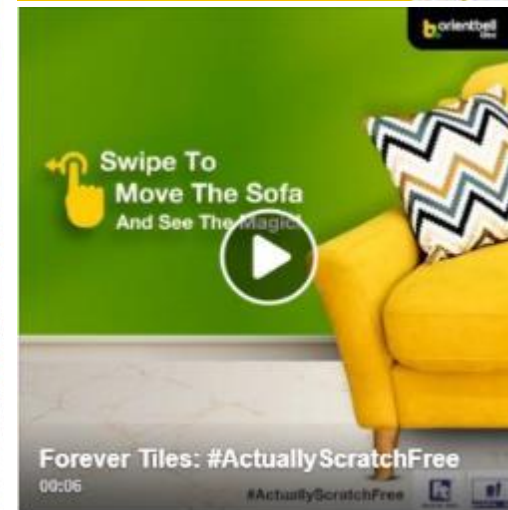 orientbell
Swipe To
Move The Sofa
And See The Magic!
Forever Tiles: #ActuallyScratchFree
00:06
#ActuallyScratchFree